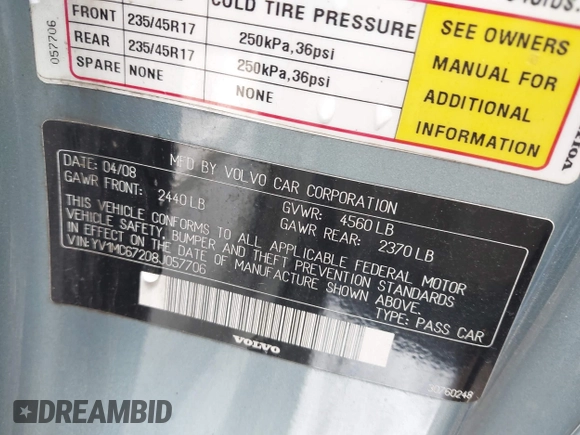 COLD TIRE PRESSURE
FRONT 235/45R17 250kPa,36psi
REAR 235/45R17 250kPa,36psi
SPARE NONE NONE
SEE OWNERS
MANUAL FOR
ADDITIONAL
INFORMATION
057706
VOLVO
MFD BY VOLVO CAR CORPORATION
DATE: 04/08
GAWR FRONT: 2440 LB GVWR: 4560 LB
GAWR REAR: 2370 LB
THIS VEHICLE CONFORMS TO ALL APPLICABLE FEDERAL MOTOR
VEHICLE SAFETY, BUMPER AND THEFT PREVENTION STANDARDS
IN EFFECT ON THE DATE OF MANUFACTURE SHOWN ABOVE.
VIN: YV1MC67208J057706
TYPE: PASS CAR
VOLVO
30760248
DREAMBID